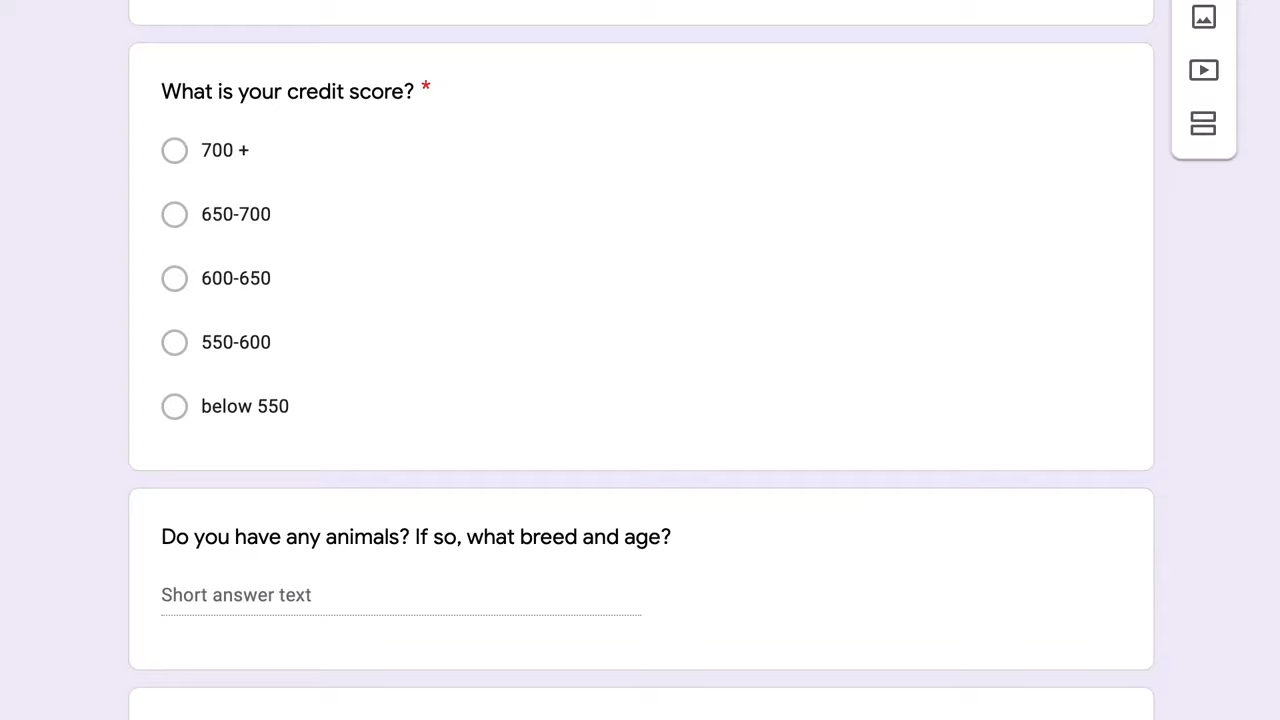 What is your credit score? *
700 +
650-700
600-650
550-600
below 550
Do you have any animals? If so, what breed and age?
Short answer text